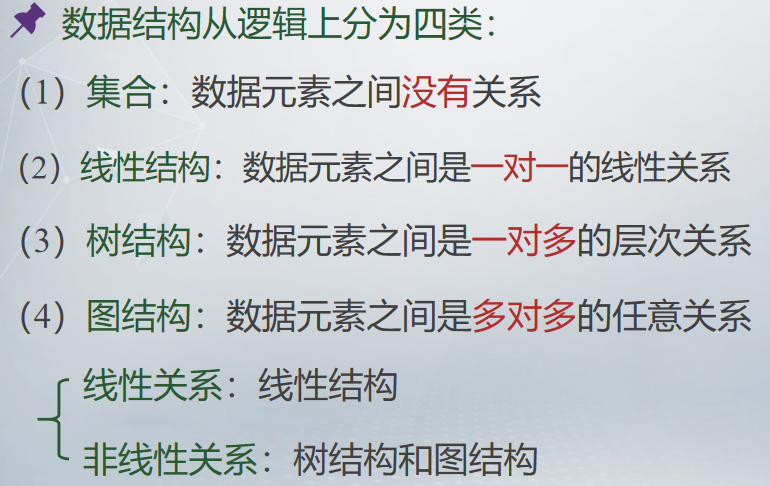 数据结构从逻辑上分为四类：
（1）集合：数据元素之间没有关系
（2）线性结构：数据元素之间是一对一的线性关系
（3）树结构：数据元素之间是一对多的层次关系
（4）图结构：数据元素之间是多对多的任意关系
线性关系：线性结构
非线性关系：树结构和图结构